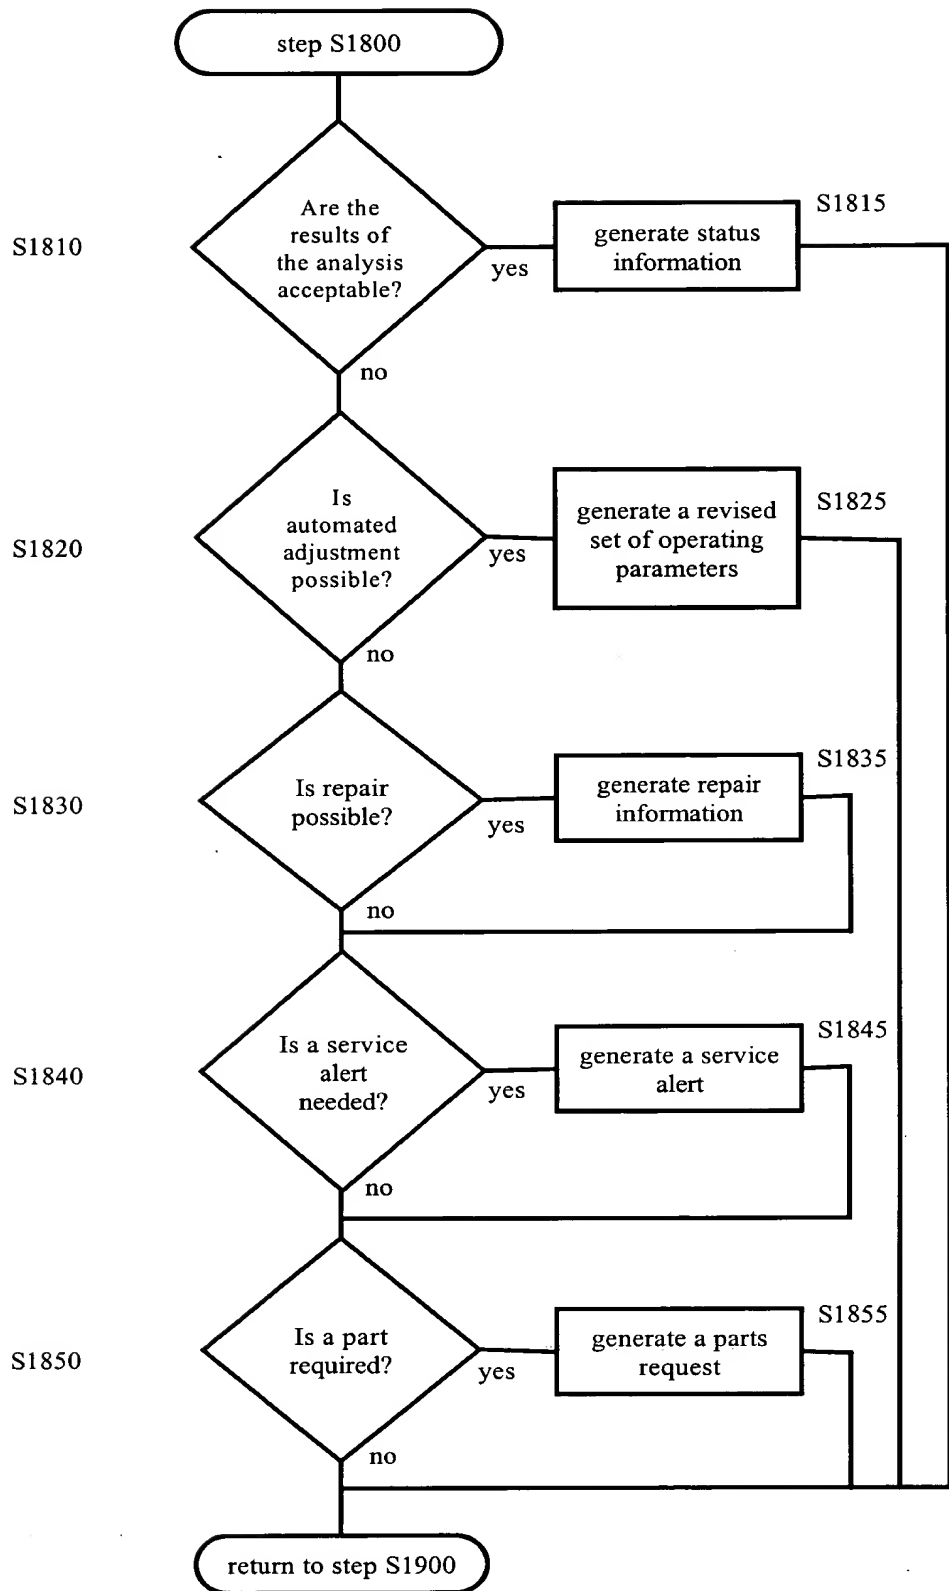 step S1800
S1810
Are the
results of
the analysis
acceptable?
yes
generate status
information
S1815
no
S1820
Is
automated
adjustment
possible?
yes
generate a revised
set of operating
parameters
S1825
no
S1830
Is repair
possible?
yes
generate repair
information
S1835
no
S1840
Is a service
alert
needed?
yes
generate a service
alert
S1845
no
S1850
Is a part
required?
yes
generate a parts
request
S1855
no
return to step S1900